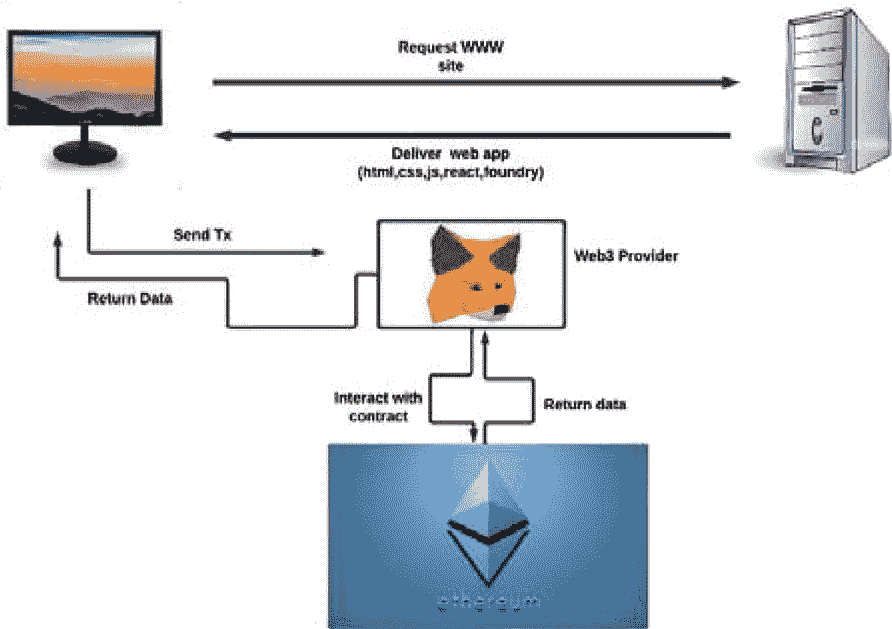 Request WWW
site
Deliver web app
(html,css,js,react,foundry)
Send Tx
Web3 Provider
Return Data
Interact with
contract
Return data
ethereum